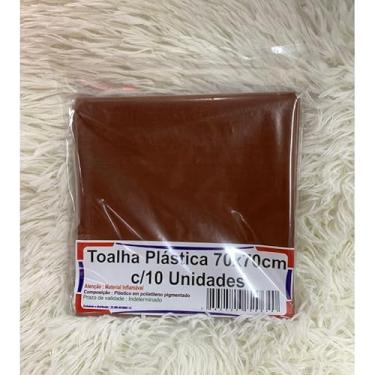 Toalha Plástica 70x70cm
c/10 Unidades
Atenção : Material Inflamável
Composição : Plástico em polietileno pigmentado
Prazo de validade : Indeterminado